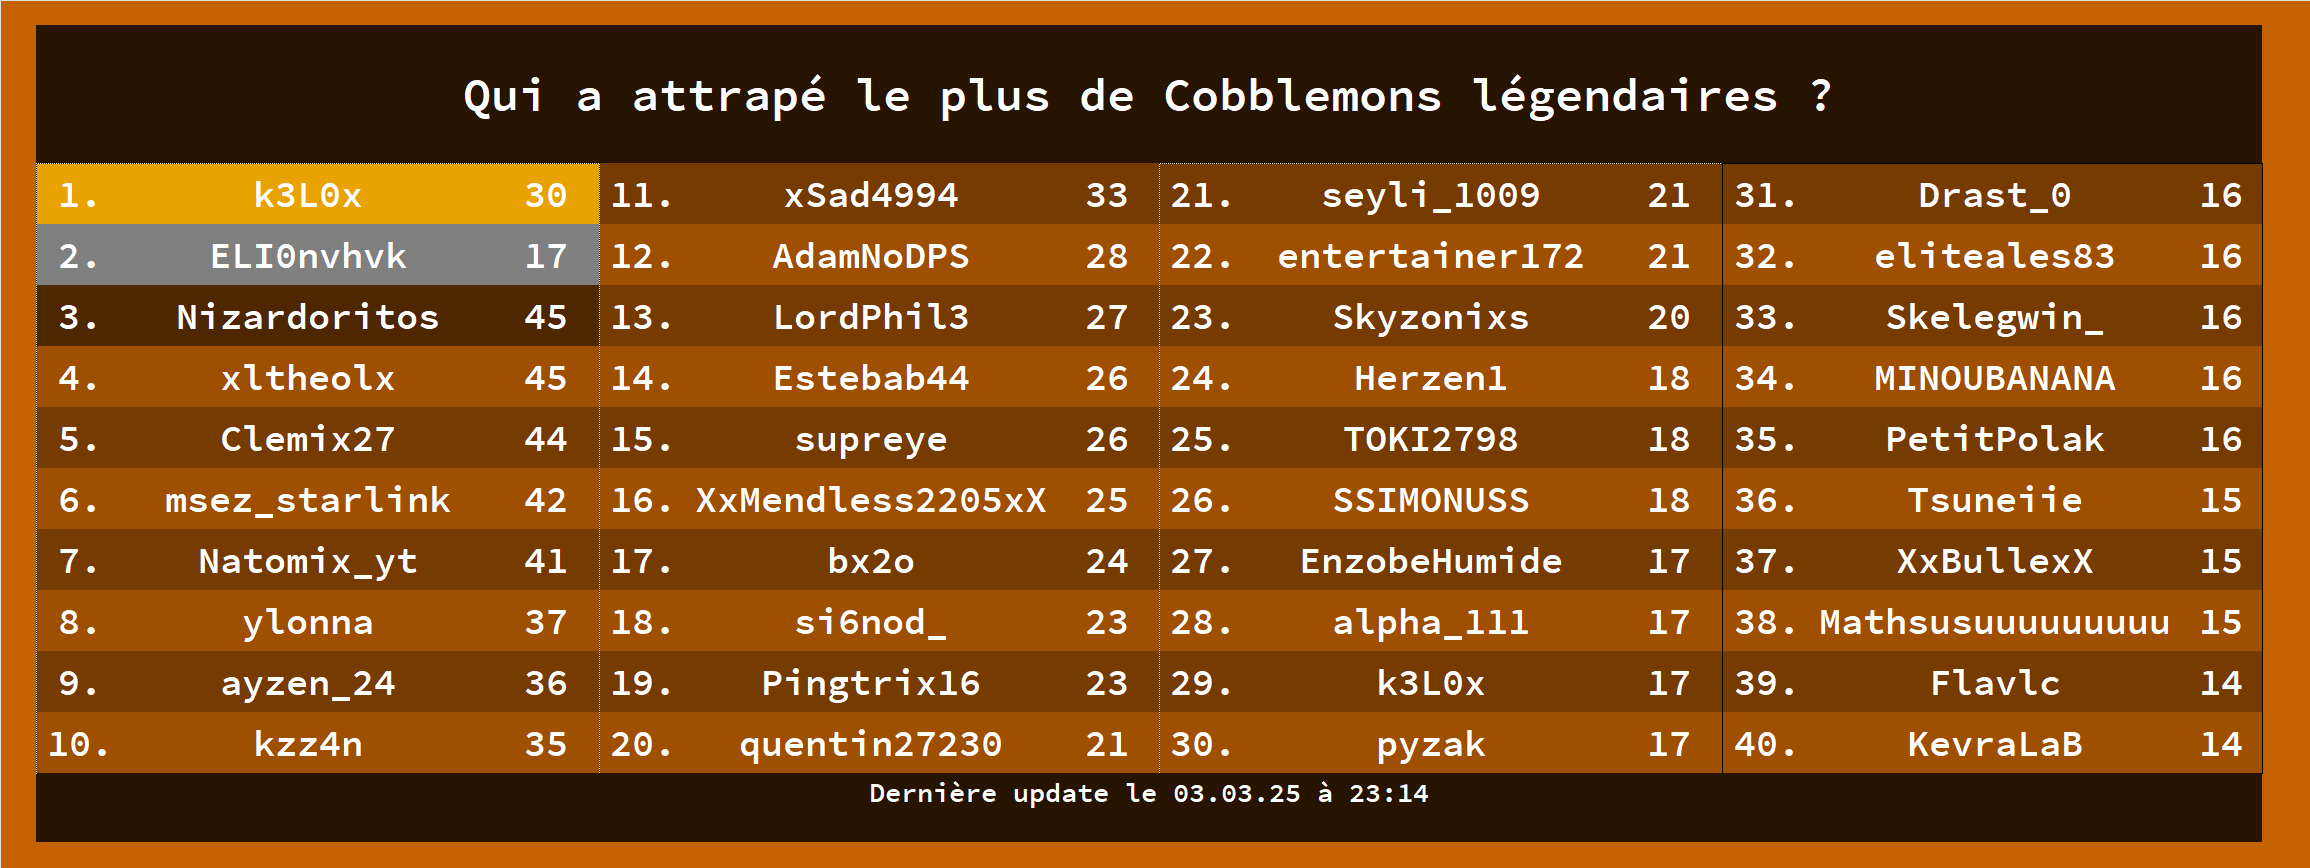 Qui a attrapé le plus de Cobblemons légendaires ?
1. k3L0x 30
2. ELI0nvhvk 17
3. Nizardoritos 45
4. xltheolx 45
5. Clemix27 44
6. msez_starlink 42
7. Natomix_yt 41
8. ylonna 37
9. ayzen_24 36
10. kzz4n 35
11. xSad4994 33
12. AdamNoDPS 28
13. LordPhil3 27
14. Estebab44 26
15. supreye 26
16. XxMendless2205xX 25
17. bx2o 24
18. si6nod_ 23
19. Pingtrix16 23
20. quentin27230 21
21. seyli_1009 21
22. entertainer172 21
23. Skyzonixs 20
24. Herzen1 18
25. TOKI2798 18
26. SSIMONUSS 18
27. EnzobeHumide 17
28. alpha_111 17
29. k3L0x 17
30. pyzak 17
31. Drast_0 16
32. eliteales83 16
33. Skelegwin_ 16
34. MINOUBANANA 16
35. PetitPolak 16
36. Tsuneiie 15
37. XxBullexX 15
38. Mathsusuuuuuuuuu 15
39. Flavlc 14
40. KevraLaB 14
Dernière update le 03.03.25 à 23:14